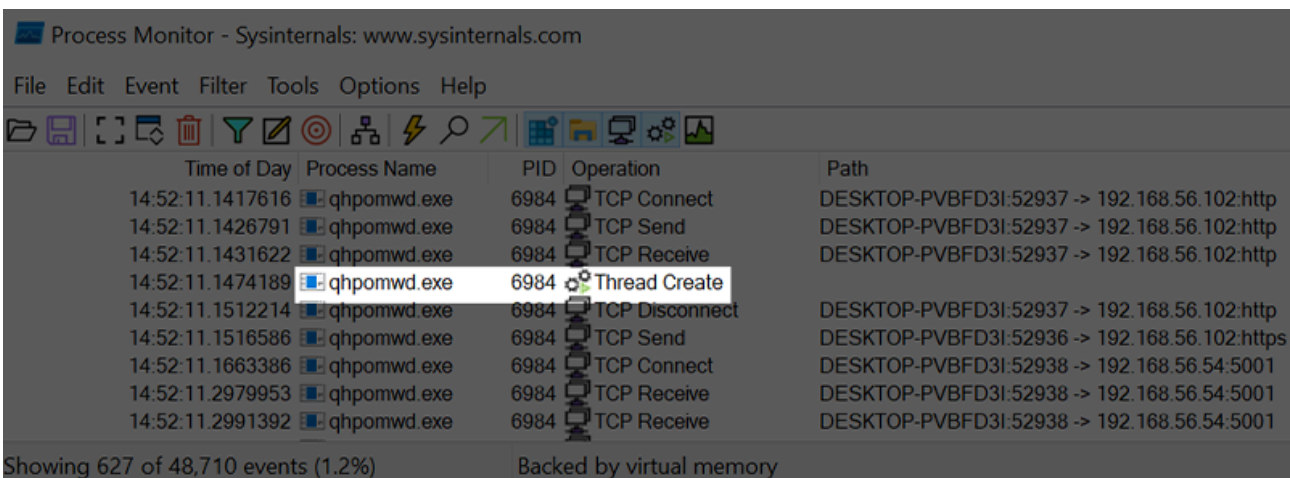 Process Monitor - Sysinternals: www.sysinternals.com
File Edit Event Filter Tools Options Help
Time of Day Process Name PID Operation Path
14:52:11.1417616 qhpomwd.exe 6984 TCP Connect DESKTOP-PVBFD3I:52937 -> 192.168.56.102:http
14:52:11.1426791 qhpomwd.exe 6984 TCP Send DESKTOP-PVBFD3I:52937 -> 192.168.56.102:http
14:52:11.1431622 qhpomwd.exe 6984 TCP Receive DESKTOP-PVBFD3I:52937 -> 192.168.56.102:http
14:52:11.1474189 qhpomwd.exe 6984 Thread Create
14:52:11.1512214 qhpomwd.exe 6984 TCP Disconnect DESKTOP-PVBFD3I:52937 -> 192.168.56.102:http
14:52:11.1516586 qhpomwd.exe 6984 TCP Send DESKTOP-PVBFD3I:52936 -> 192.168.56.102:https
14:52:11.1663386 qhpomwd.exe 6984 TCP Connect DESKTOP-PVBFD3I:52938 -> 192.168.56.54:5001
14:52:11.2979953 qhpomwd.exe 6984 TCP Receive DESKTOP-PVBFD3I:52938 -> 192.168.56.54:5001
14:52:11.2991392 qhpomwd.exe 6984 TCP Receive DESKTOP-PVBFD3I:52938 -> 192.168.56.54:5001
Showing 627 of 48,710 events (1.2%) Backed by virtual memory